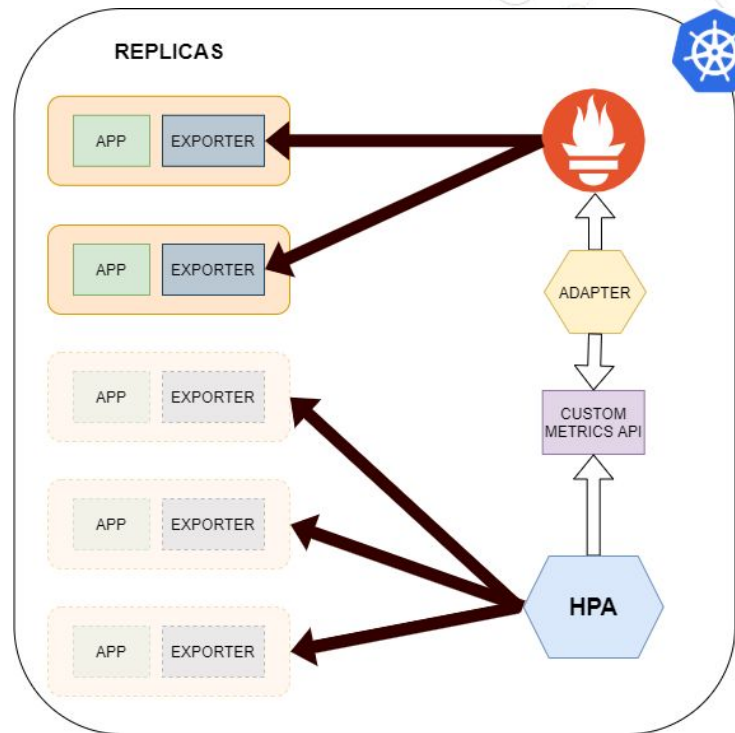 REPLICAS
APP EXPORTER
APP EXPORTER
ADAPTER
APP EXPORTER
CUSTOM
METRICS API
APP EXPORTER
HPA
APP EXPORTER